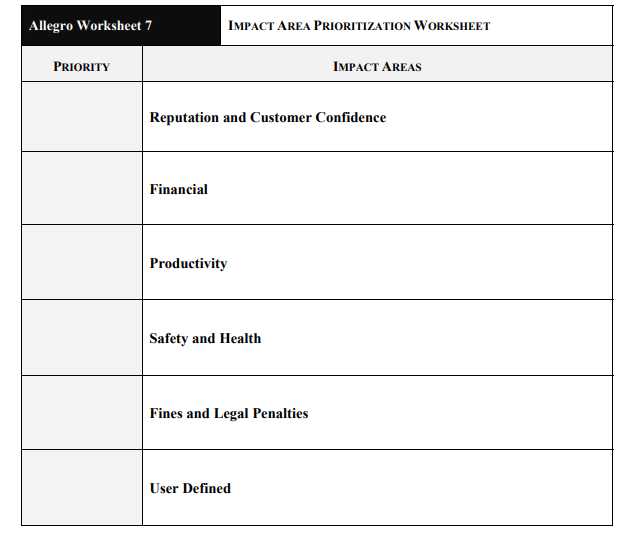 Allegro Worksheet 7
IMPACT AREA PRIORITIZATION WORKSHEET
PRIORITY
IMPACT AREAS
Reputation and Customer Confidence
Financial
Productivity
Safety and Health
Fines and Legal Penalties
User Defined